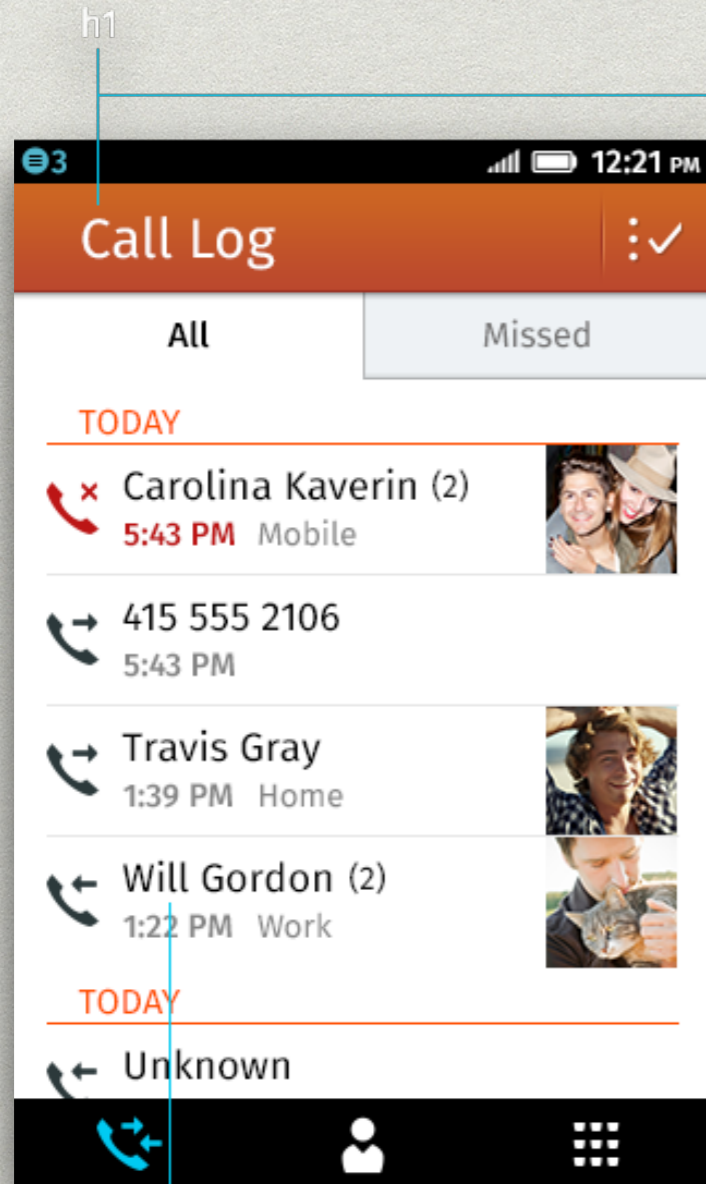 h1
3 12:21 PM
Call Log
All Missed
TODAY
Carolina Kaverin (2)
5:43 PM Mobile
415 555 2106
5:43 PM
Travis Gray
1:39 PM Home
Will Gordon (2)
1:22 PM Work
TODAY
Unknown